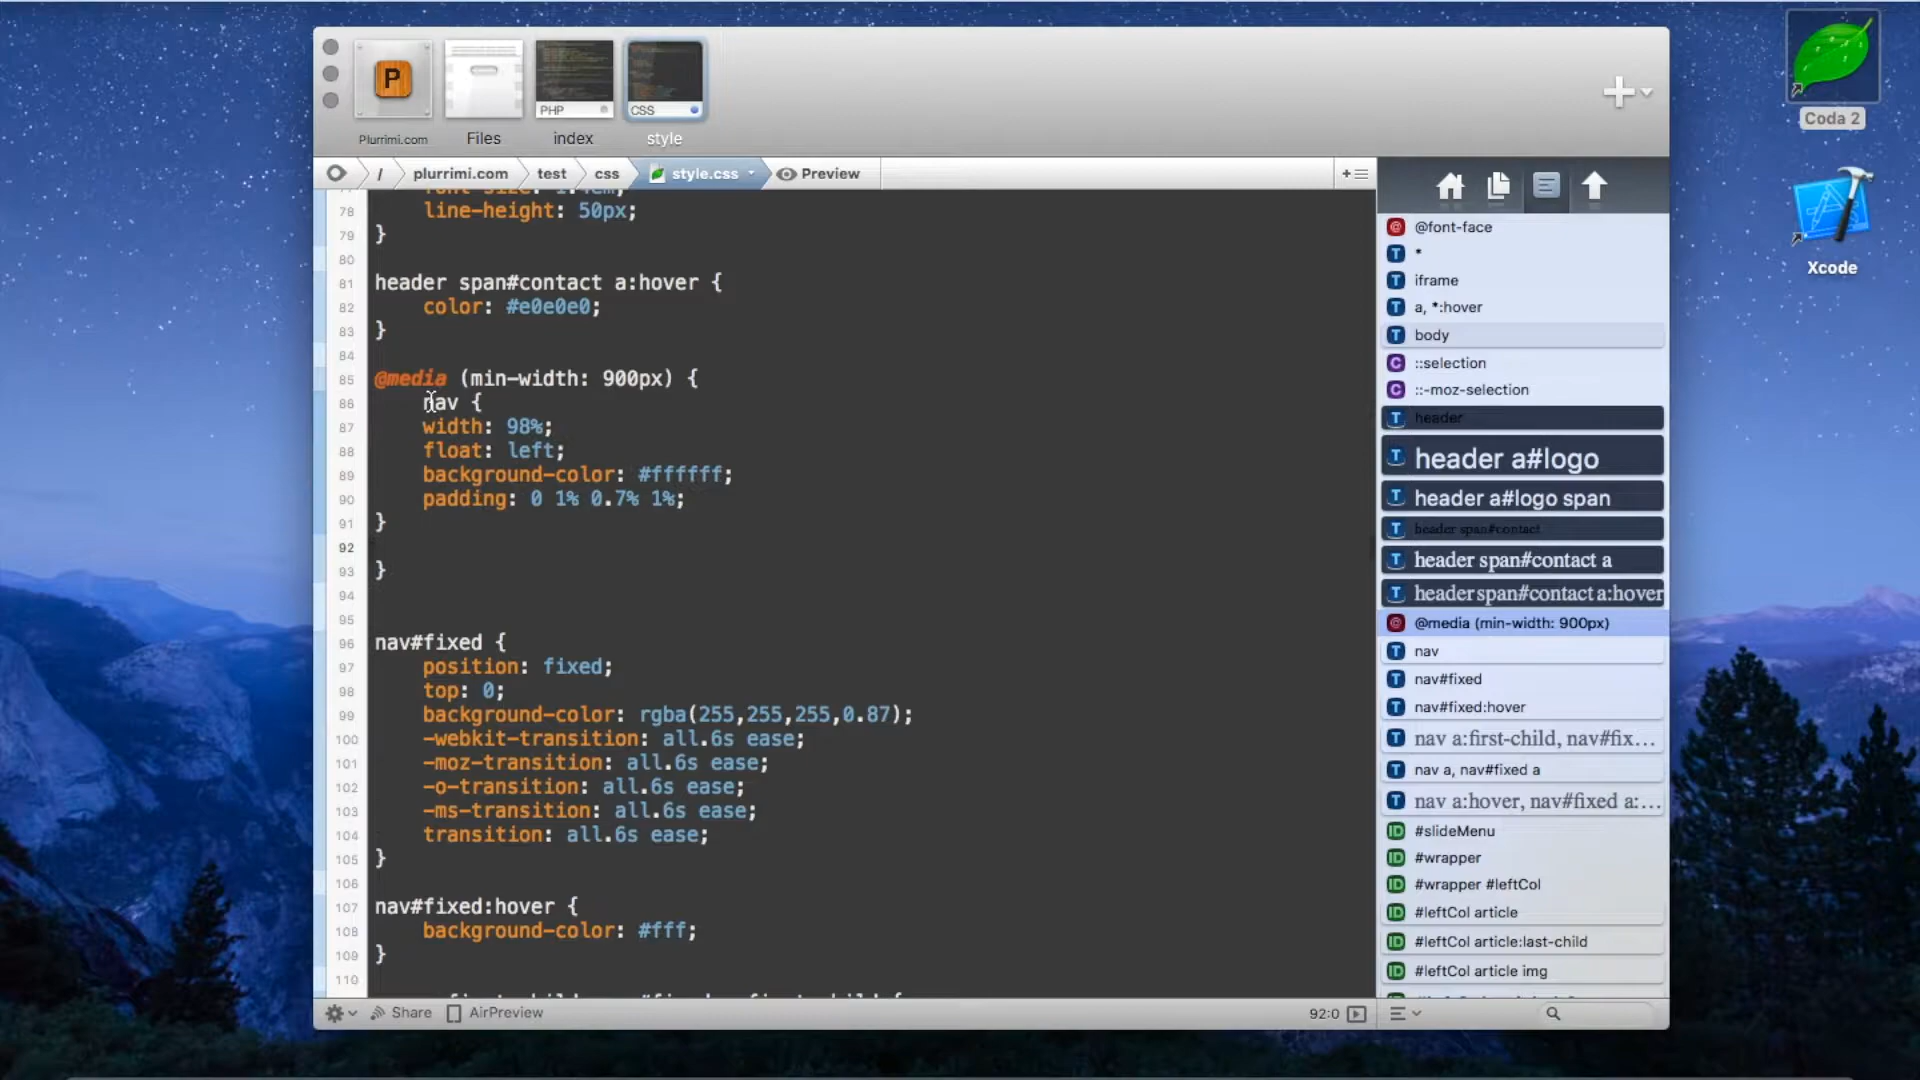 P
PHP
CSS
Plurrimi.com
Files
index
style
Coda 2
Xcode
/
plurrimi.com
test
css
style.css
Preview
78 line-height: 50px;
79 }
80
81 header span#contact a:hover {
82 color: #e0e0e0;
83 }
84
85 @media (min-width: 900px) {
86 nav {
87 width: 98%;
88 float: left;
89 background-color: #ffffff;
90 padding: 0 1% 0.7% 1%;
91 }
92
93 }
94
95
96 nav#fixed {
97 position: fixed;
98 top: 0;
99 background-color: rgba(255,255,255,0.87);
100 -webkit-transition: all.6s ease;
101 -moz-transition: all.6s ease;
102 -o-transition: all.6s ease;
103 -ms-transition: all.6s ease;
104 transition: all.6s ease;
105 }
106
107 nav#fixed:hover {
108 background-color: #fff;
109 }
110
@ @font-face
T *
T iframe
T a, *:hover
T body
C ::selection
C ::-moz-selection
T header
T header a#logo
T header a#logo span
T header span#contact
T header span#contact a
T header span#contact a:hover
@ @media (min-width: 900px)
T nav
T nav#fixed
T nav#fixed:hover
T nav a:first-child, nav#fix...
T nav a, nav#fixed a
T nav a:hover, nav#fixed a:...
ID #slideMenu
ID #wrapper
ID #wrapper #leftCol
ID #leftCol article
ID #leftCol article:last-child
ID #leftCol article img
Share
AirPreview
92:0